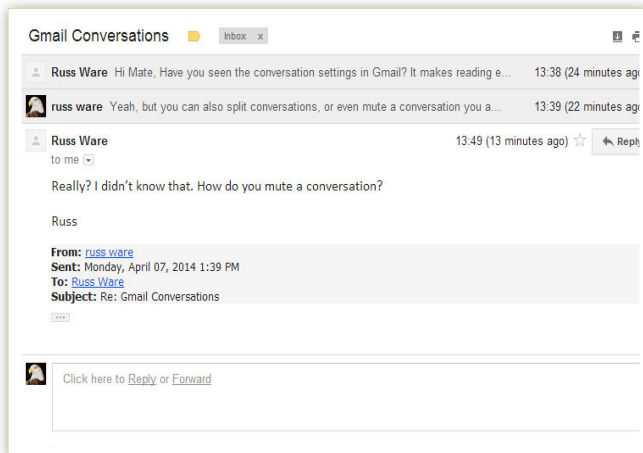 Gmail Conversations Inbox x
Russ Ware Hi Mate, Have you seen the conversation settings in Gmail? It makes reading e... 13:38 (24 minutes ago
russ ware Yeah, but you can also split conversations, or even mute a conversation you a... 13:39 (22 minutes ago
Russ Ware 13:49 (13 minutes ago) Reply
to me
Really? I didn't know that. How do you mute a conversation?
Russ
From: russ ware
Sent: Monday, April 07, 2014 1:39 PM
To: Russ Ware
Subject: Re: Gmail Conversations
...
Click here to Reply or Forward